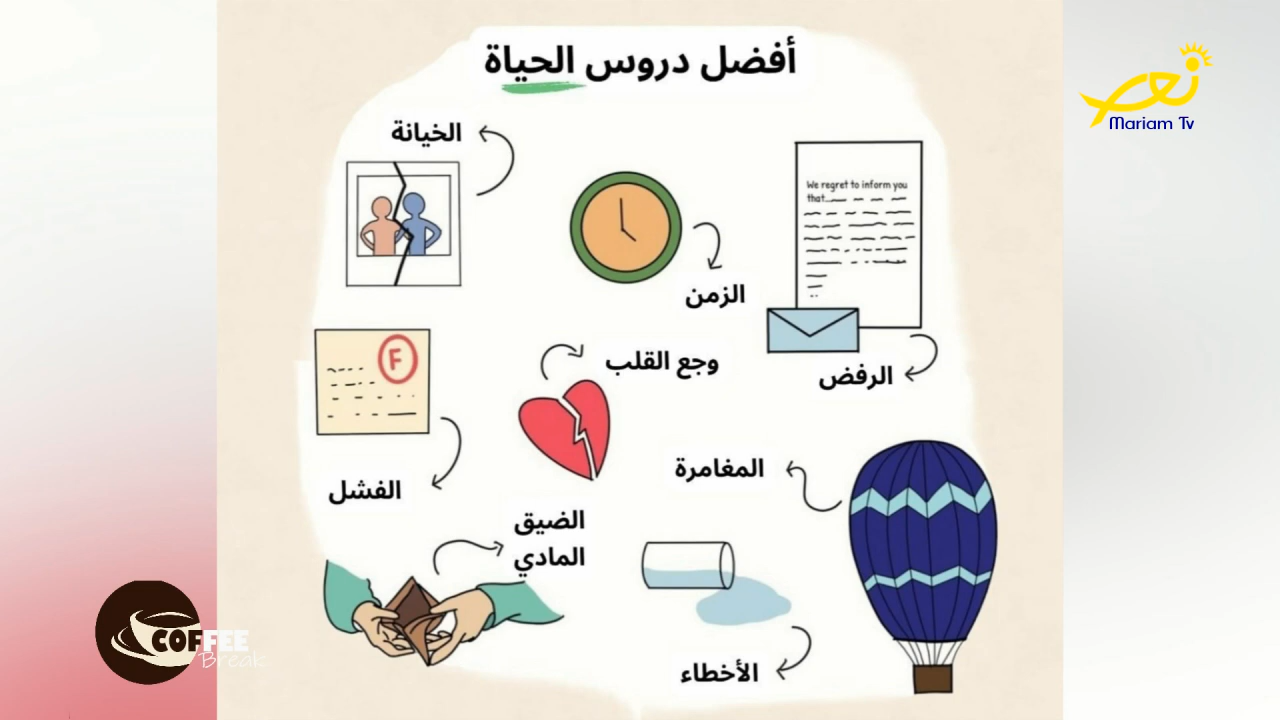 أفضل دروس الحياة
نعم
Mariam Tv
الخيانة
We regret to inform you
that...
الزمن
وجع القلب
الرفض
F
المغامرة
الفشل
الضيق
المادي
الأخطاء
COFFEE
Break